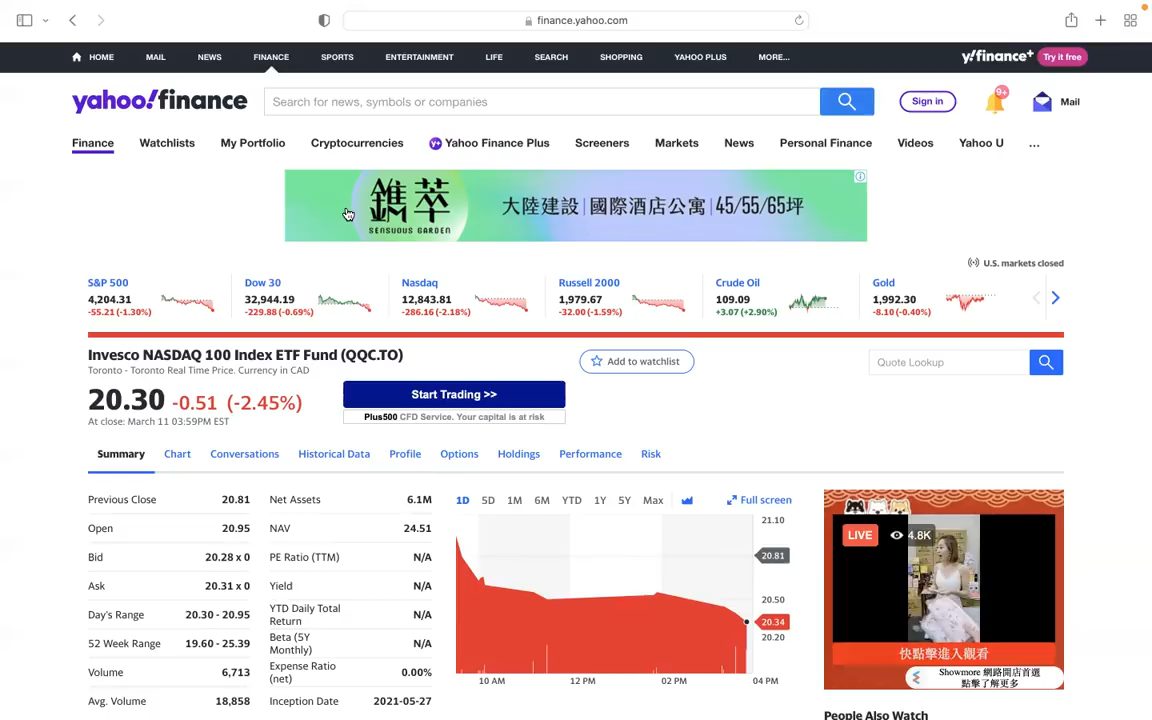 finance.yahoo.com
HOME MAIL NEWS FINANCE SPORTS ENTERTAINMENT LIFE SEARCH SHOPPING YAHOO PLUS MORE... y!finance+ Try it free
yahoo!finance Search for news, symbols or companies Sign in 9+ Mail
Finance Watchlists My Portfolio Cryptocurrencies Y+ Yahoo Finance Plus Screeners Markets News Personal Finance Videos Yahoo U ...
鐫萃 大陸建設|國際酒店公寓|45/55/65坪
SENSUOUS GARDEN
U.S. markets closed
S&P 500 Dow 30 Nasdaq Russell 2000 Crude Oil Gold
4,204.31 32,944.19 12,843.81 1,979.67 109.09 1,992.30
-55.21 (-1.30%) -229.88 (-0.69%) -286.16 (-2.18%) -32.00 (-1.59%) +3.07 (+2.90%) -8.10 (-0.40%)
Invesco NASDAQ 100 Index ETF Fund (QQC.TO) Add to watchlist Quote Lookup
Toronto - Toronto Real Time Price. Currency in CAD
20.30 -0.51 (-2.45%) Start Trading >>
At close: March 11 03:59PM EST Plus500 CFD Service. Your capital is at risk
Summary Chart Conversations Historical Data Profile Options Holdings Performance Risk
Previous Close 20.81 Net Assets 6.1M
Open 20.95 NAV 24.51
Bid 20.28 x 0 PE Ratio (TTM) N/A
Ask 20.31 x 0 Yield N/A
Day's Range 20.30 - 20.95 YTD Daily Total Return N/A
52 Week Range 19.60 - 25.39 Beta (5Y Monthly) N/A
Volume 6,713 Expense Ratio (net) 0.00%
Avg. Volume 18,858 Inception Date 2021-05-27
1D 5D 1M 6M YTD 1Y 5Y Max Full screen
21.10
20.81
20.50
20.34
20.20
10 AM 12 PM 02 PM 04 PM
LIVE 4.8K
快點擊進入觀看
Showmore 網路開店首選
點擊了解更多
People Also Watch